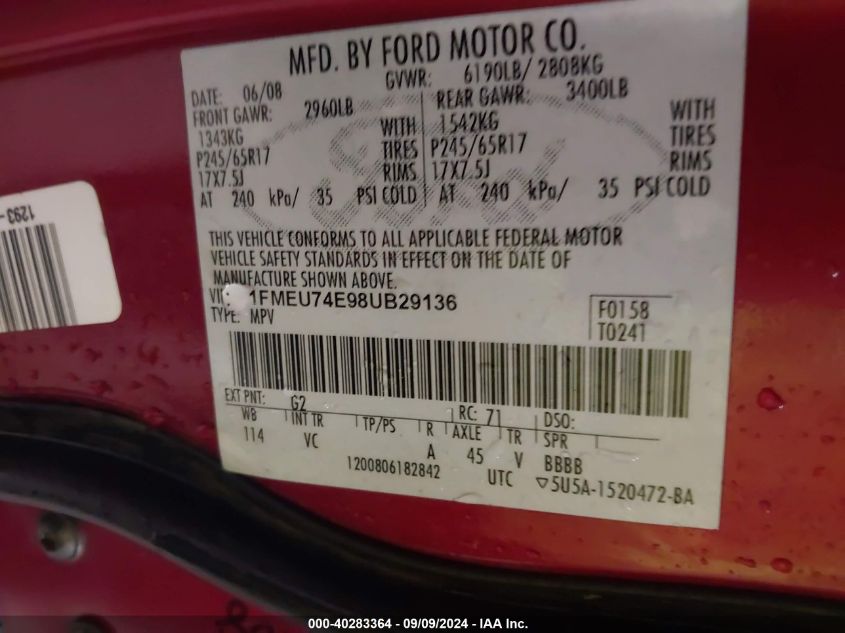 MFD. BY FORD MOTOR CO.
DATE: 06/08 GVWR: 6190LB/ 2808KG
FRONT GAWR: 2960LB REAR GAWR: 3400LB
1343KG WITH 1542KG WITH
P245/65R17 TIRES P245/65R17 TIRES
17X7.5J RIMS 17X7.5J RIMS
AT 240 kPa/ 35 PSI COLD AT 240 kPa/ 35 PSI COLD
THIS VEHICLE CONFORMS TO ALL APPLICABLE FEDERAL MOTOR
VEHICLE SAFETY STANDARDS IN EFFECT ON THE DATE OF
MANUFACTURE SHOWN ABOVE.
1FMEU74E98UB29136 F0158
TYPE: MPV T0241
EXT PNT: G2 RC: 71 DSO:
WB INT TR TP/PS R AXLE TR SPR
114 VC A 45 V BBBB
1200806182842 UTC ▽5U5A-1520472-BA
1293-
Ford
000-40283364 - 09/09/2024 - IAA Inc.